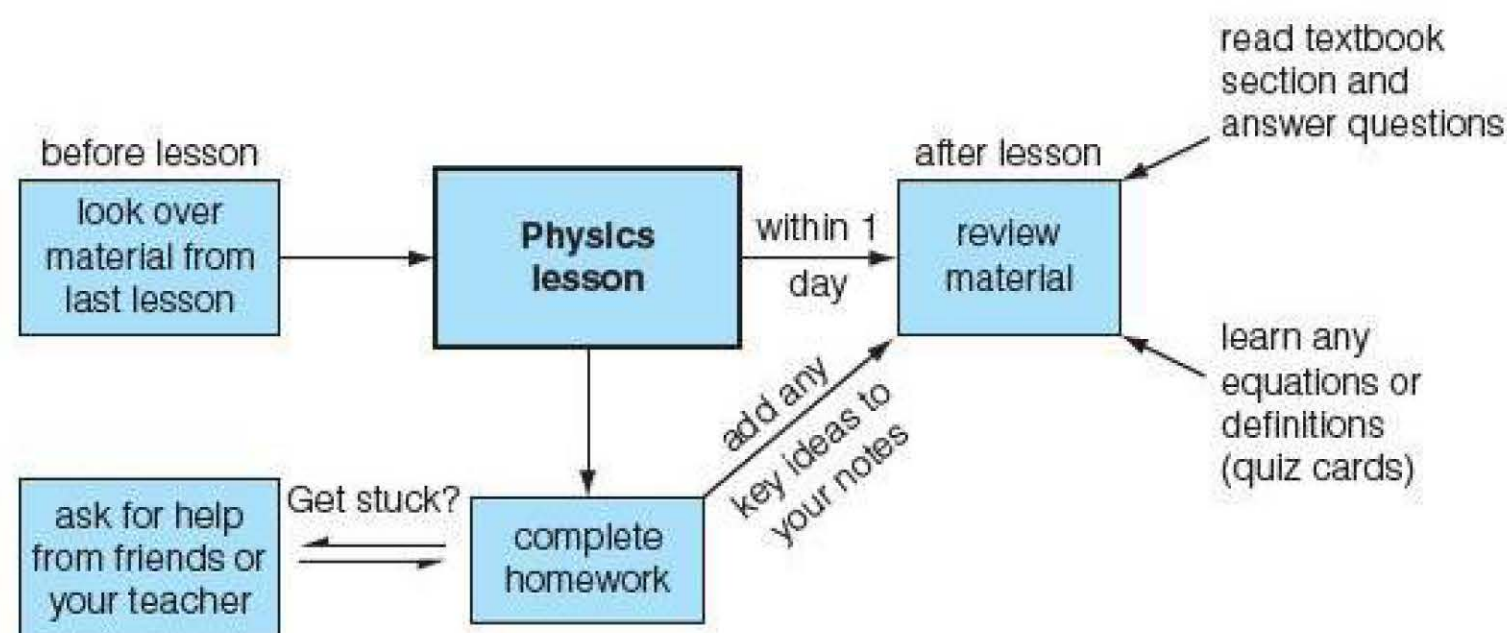 before lesson
look over
material from
last lesson
Physics
lesson
within 1
day
after lesson
review
material
read textbook
section and
answer questions
learn any
equations or
definitions
(quiz cards)
add any
key ideas to
your notes
complete
homework
Get stuck?
ask for help
from friends or
your teacher